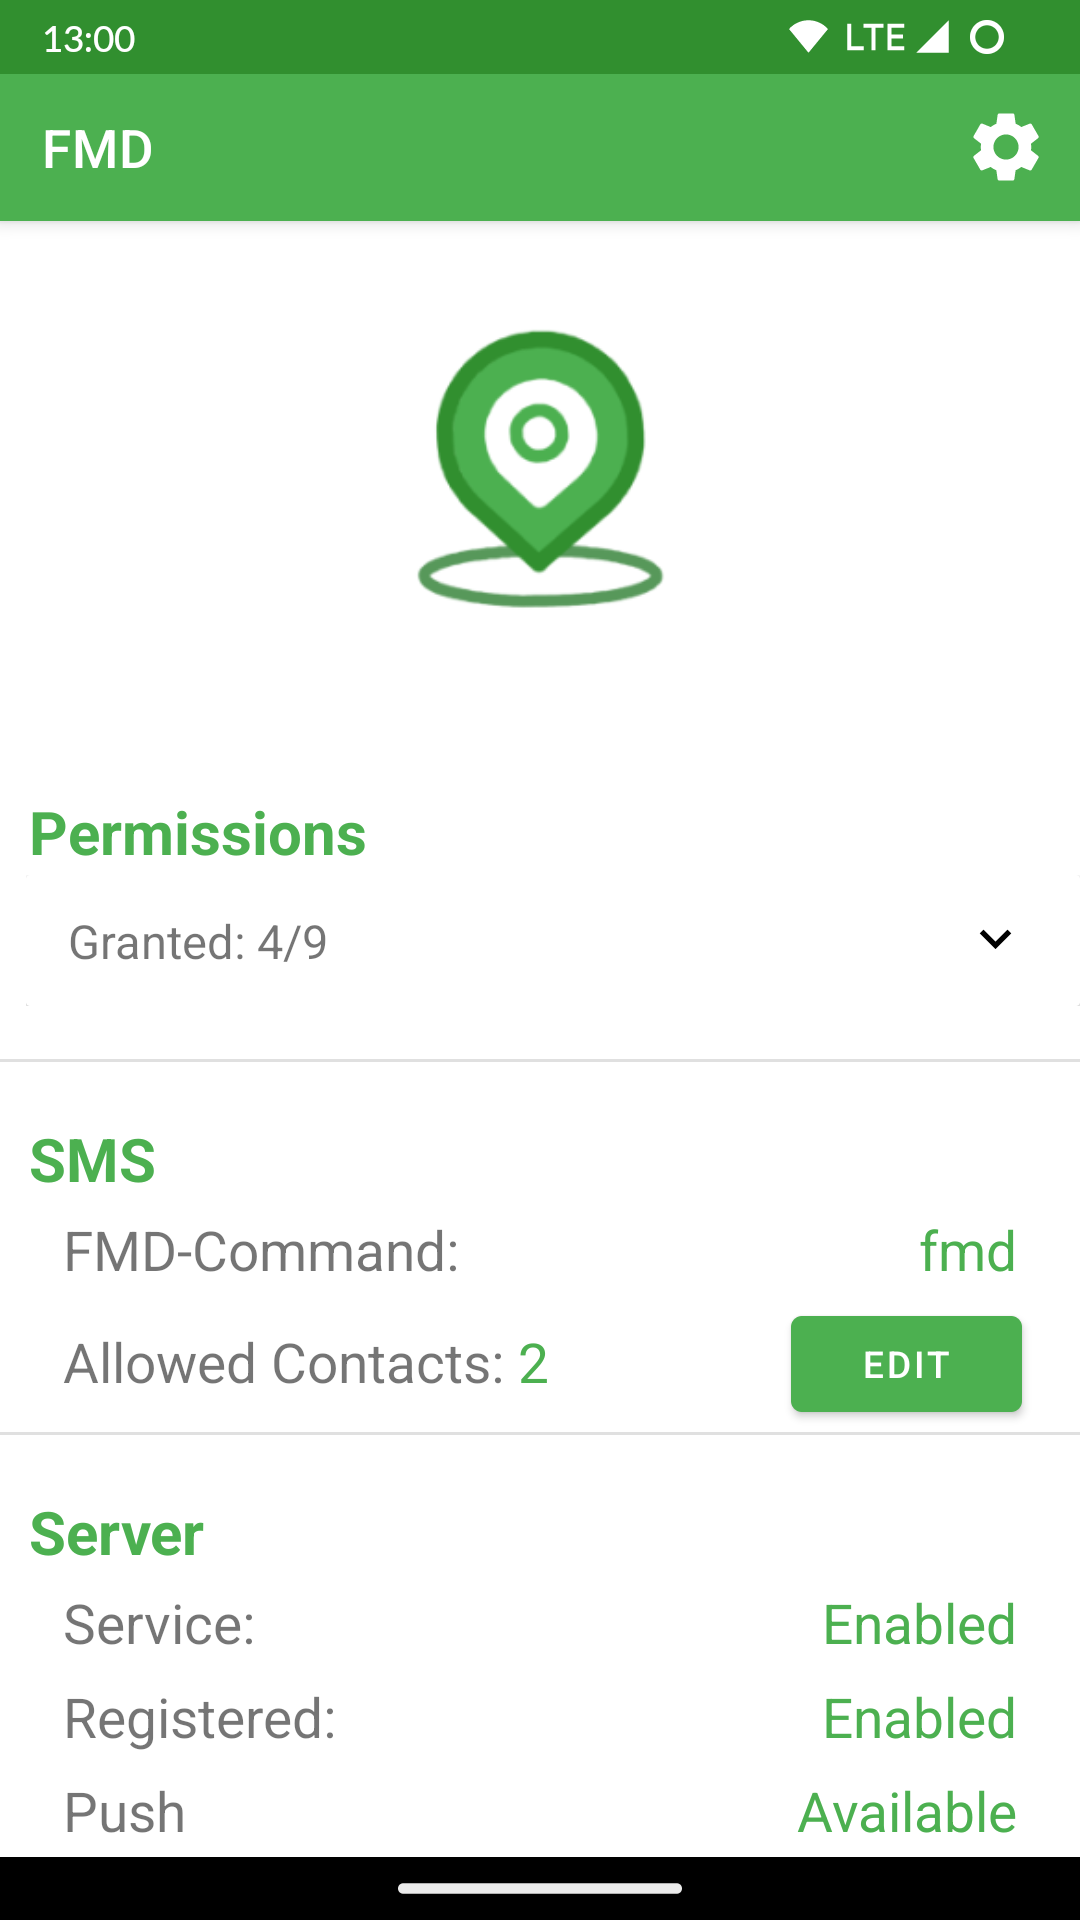 13:00 LTE
FMD
Permissions
Granted: 4/9
SMS
FMD-Command: fmd
Allowed Contacts: 2 EDIT
Server
Service: Enabled
Registered: Enabled
Push Available